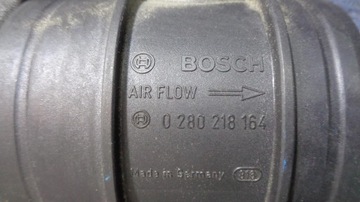 BOSCH
AIR FLOW
0 280 218 164
Made in Germany